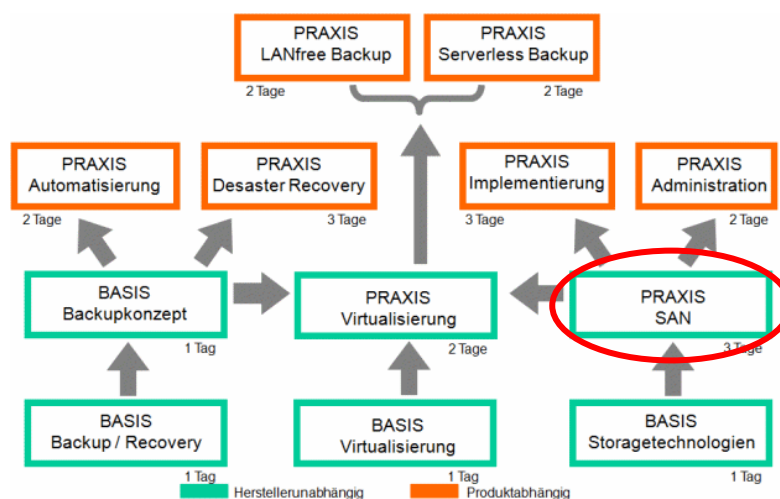 PRAXIS
LANfree Backup
2 Tage
PRAXIS
Serverless Backup
2 Tage
PRAXIS
Automatisierung
2 Tage
PRAXIS
Desaster Recovery
3 Tage
PRAXIS
Implementierung
3 Tage
PRAXIS
Administration
2 Tage
BASIS
Backupkonzept
1 Tag
PRAXIS
Virtualisierung
2 Tage
PRAXIS
SAN
3 Tage
BASIS
Backup / Recovery
1 Tag
BASIS
Virtualisierung
1 Tag
BASIS
Storagetechnologien
1 Tag
Herstellerunabhängig
Produktabhängig